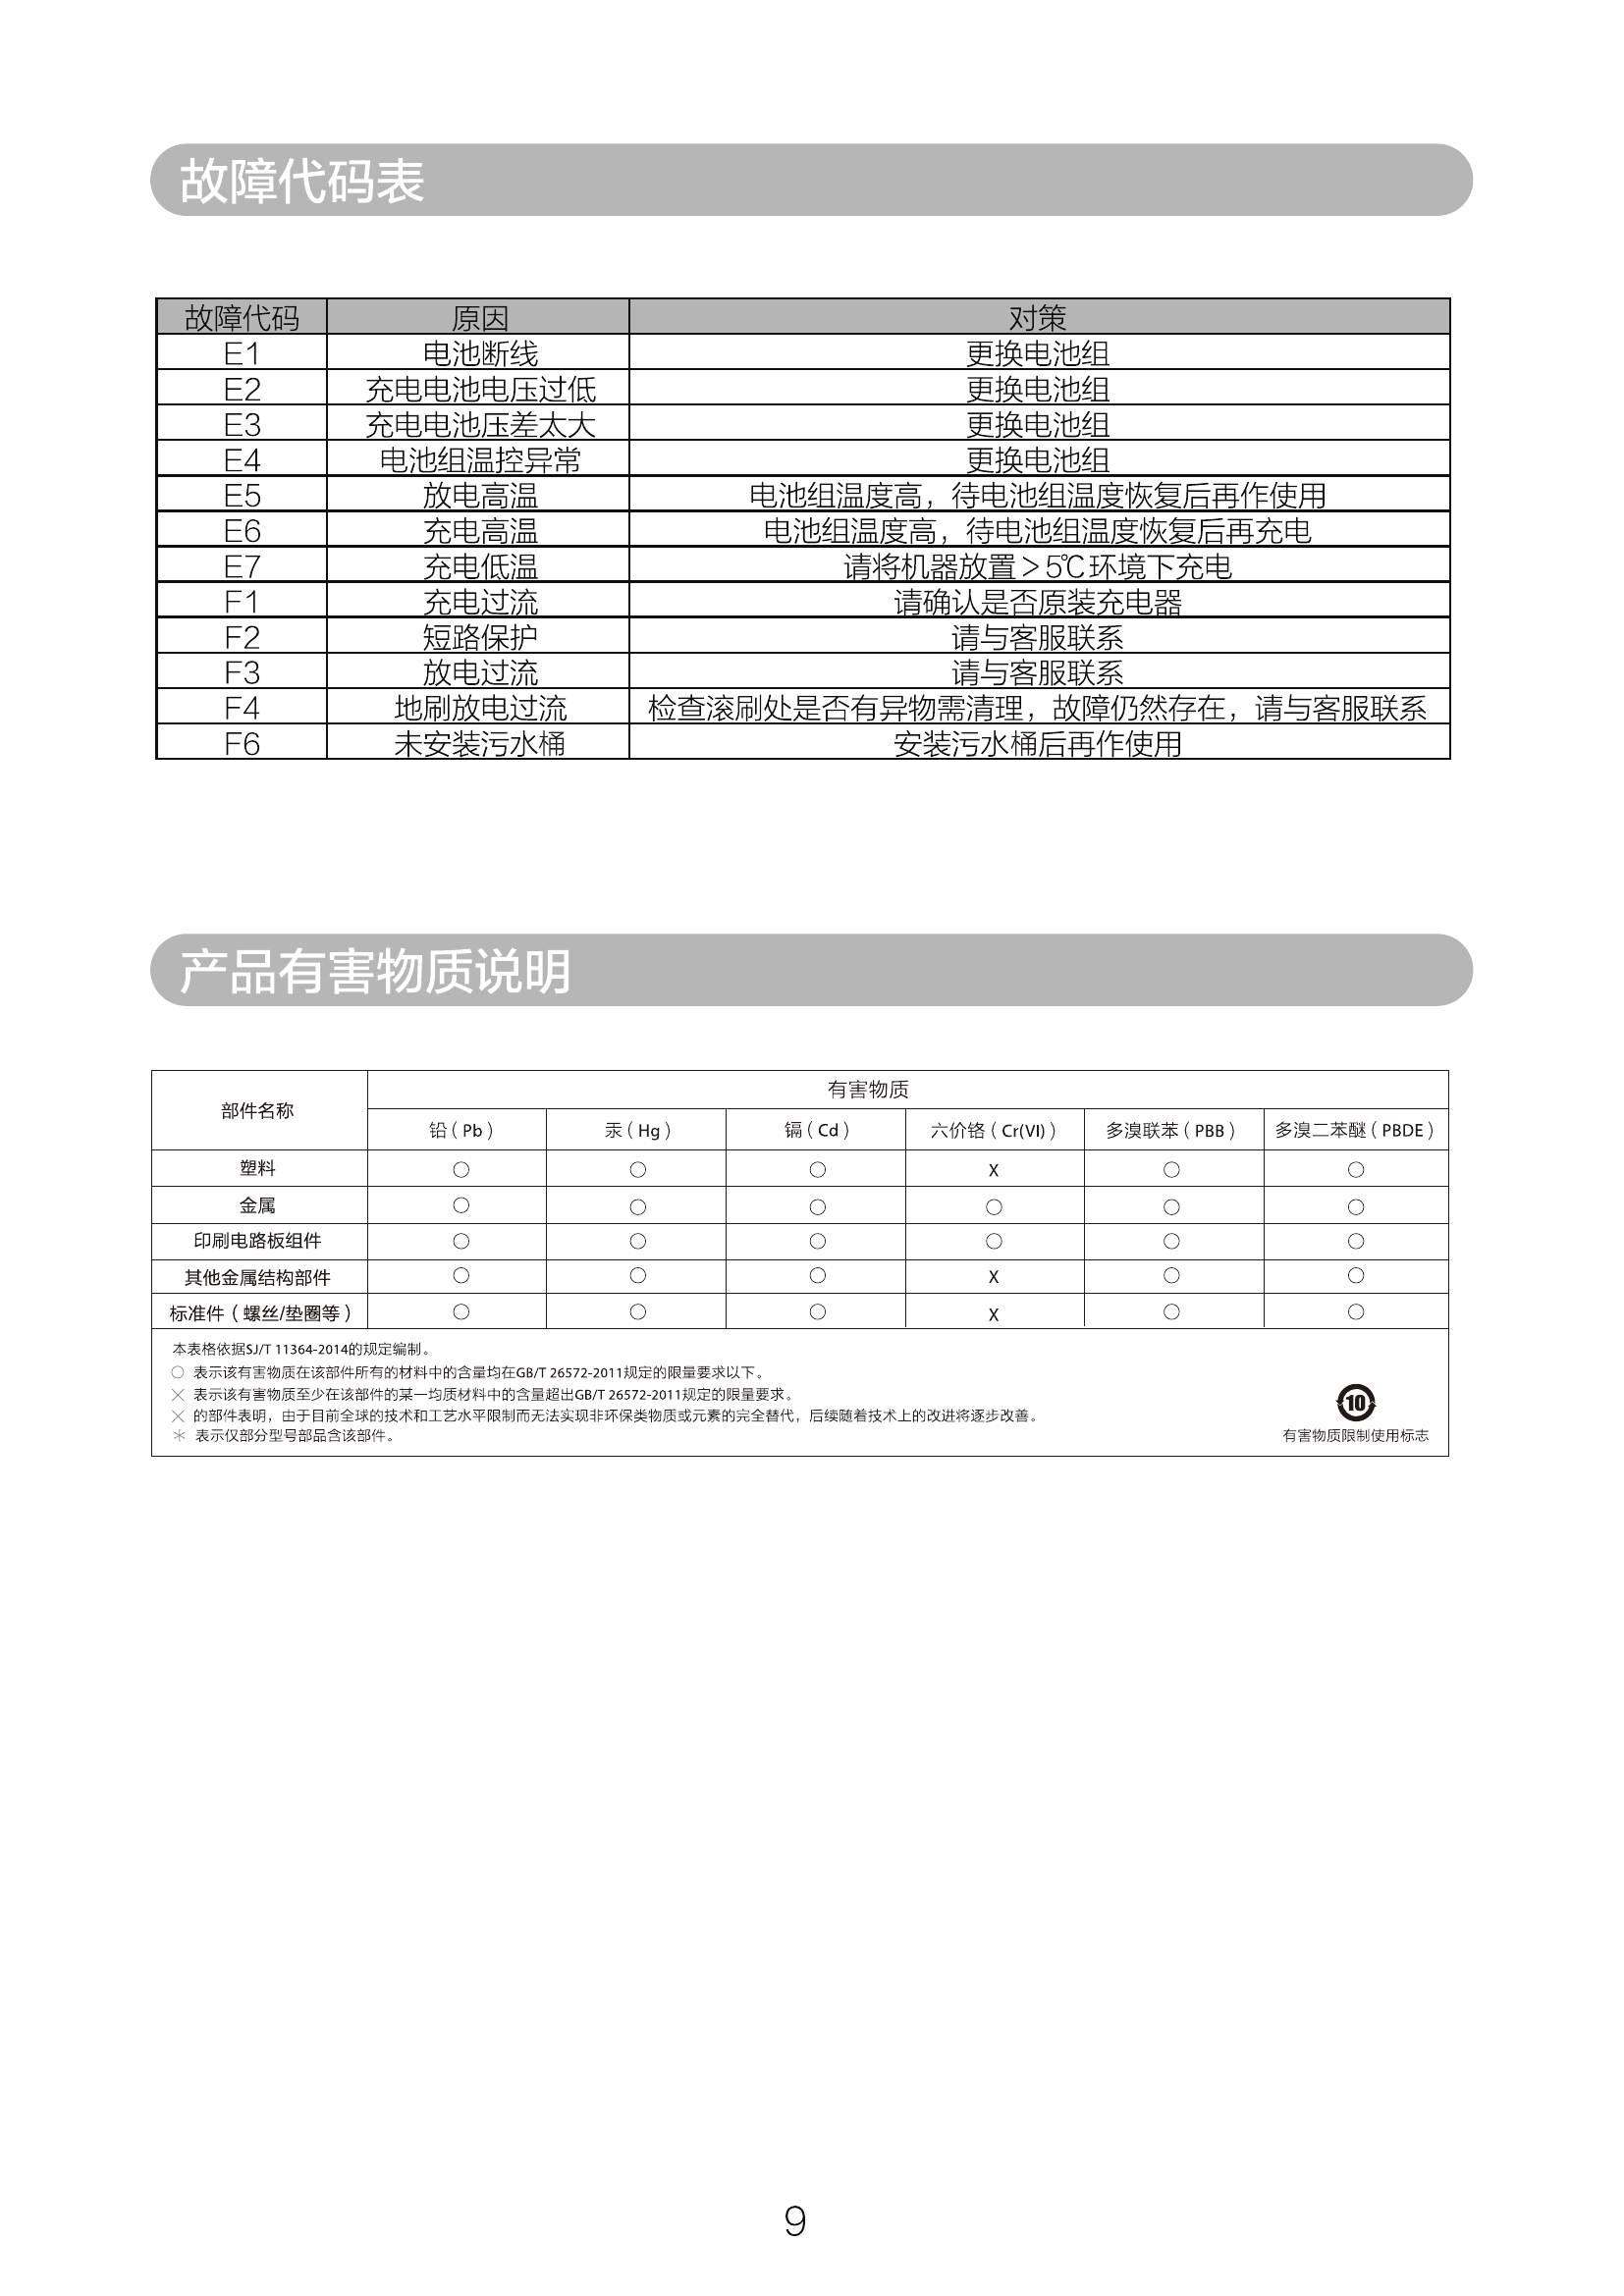 故障代码表
故障代码 原因 对策
E1 电池断线 更换电池组
E2 充电电池电压过低 更换电池组
E3 充电电池压差太大 更换电池组
E4 电池组温控异常 更换电池组
E5 放电高温 电池组温度高，待电池组温度恢复后再作使用
E6 充电高温 电池组温度高，待电池组温度恢复后再充电
E7 充电低温 请将机器放置＞5℃环境下充电
F1 充电过流 请确认是否原装充电器
F2 短路保护 请与客服联系
F3 放电过流 请与客服联系
F4 地刷放电过流 检查滚刷处是否有异物需清理，故障仍然存在，请与客服联系
F6 未安装污水桶 安装污水桶后再作使用
产品有害物质说明
部件名称 有害物质
铅（Pb） 汞（Hg） 镉（Cd） 六价铬（Cr(VI)） 多溴联苯（PBB） 多溴二苯醚（PBDE）
塑料 ○ ○ ○ X ○ ○
金属 ○ ○ ○ ○ ○ ○
印刷电路板组件 ○ ○ ○ ○ ○ ○
其他金属结构部件 ○ ○ ○ X ○ ○
标准件（螺丝/垫圈等） ○ ○ ○ X ○ ○
本表格依据SJ/T 11364-2014的规定编制。
○ 表示该有害物质在该部件所有的材料中的含量均在GB/T 26572-2011规定的限量要求以下。
× 表示该有害物质至少在该部件的某一均质材料中的含量超出GB/T 26572-2011规定的限量要求。
× 的部件表明，由于目前全球的技术和工艺水平限制而无法实现非环保类物质或元素的完全替代，后续随着技术上的改进将逐步改善。
＊ 表示仅部分型号部品含该部件。
10
有害物质限制使用标志
9